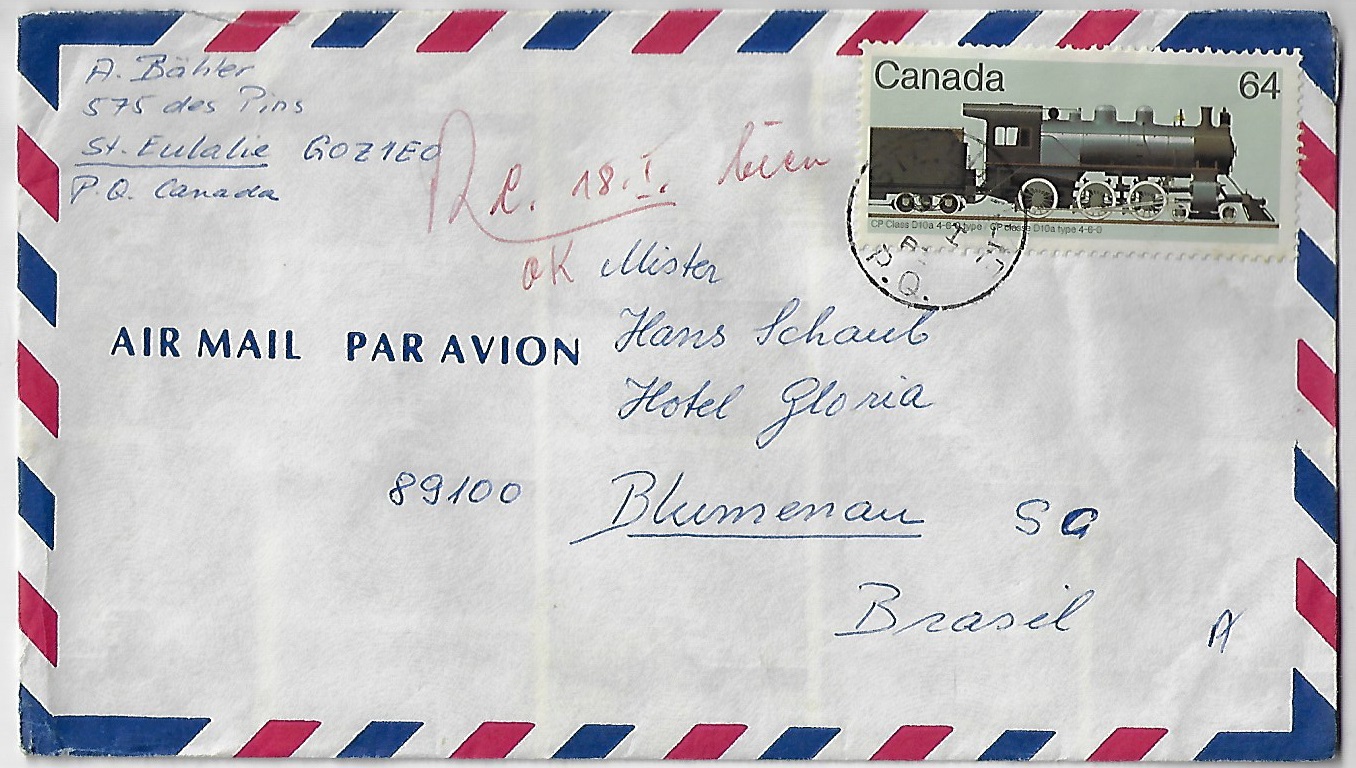 A. Bähler
575 des Pins
St. Eulalie G0Z1E0
P.Q. Canada
Canada 64
CP Class D10a 4-6-0 type CP classe D10a type 4-6-0
P.Q.
18.I.
OK
Mister
Hans Schaub
Hotel Gloria
AIR MAIL PAR AVION
89100 Blumenau SC
Brasil
A